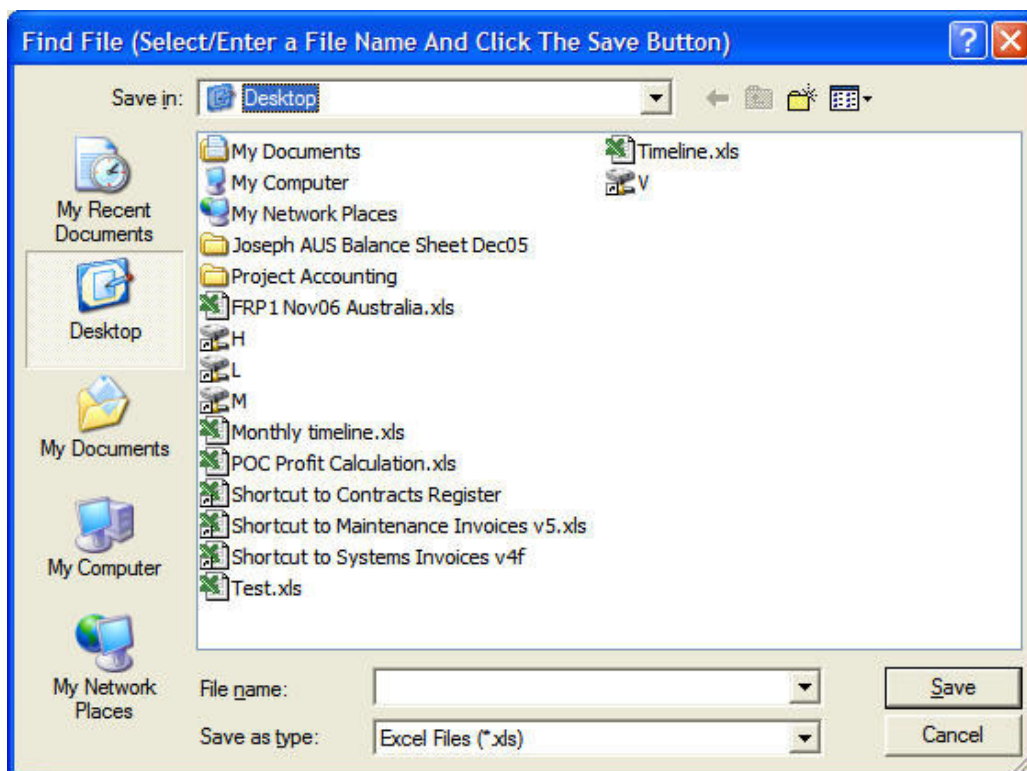 Find File (Select/Enter a File Name And Click The Save Button)
Save in:
Desktop
My Recent
Documents
Desktop
My Documents
My Computer
My Network
Places
My Documents
My Computer
My Network Places
Joseph AUS Balance Sheet Dec05
Project Accounting
FRP1 Nov06 Australia.xls
H
L
M
Monthly timeline.xls
POC Profit Calculation.xls
Shortcut to Contracts Register
Shortcut to Maintenance Invoices v5.xls
Shortcut to Systems Invoices v4f
Test.xls
Timeline.xls
V
File name:
Save
Save as type:
Excel Files (*.xls)
Cancel